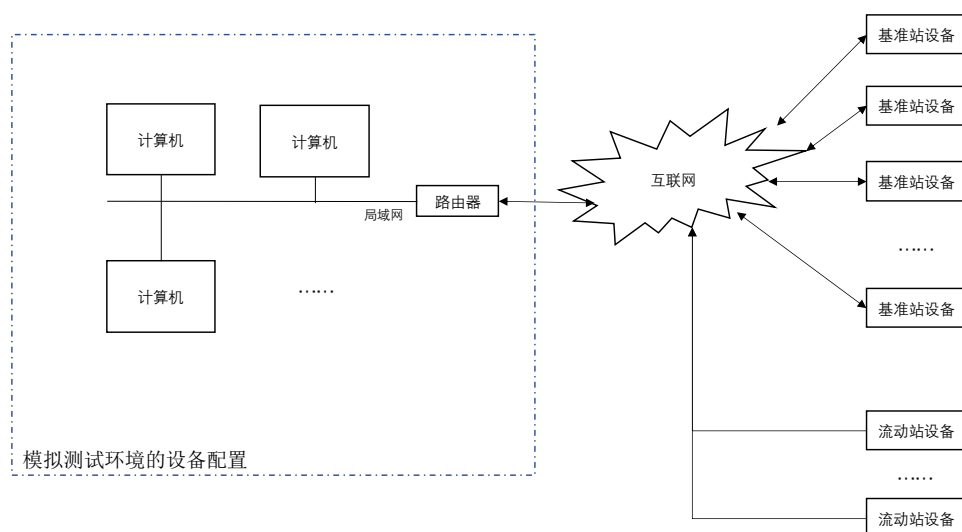 基准站设备
基准站设备
计算机
计算机
互联网
基准站设备
路由器
局域网
……
计算机
……
基准站设备
流动站设备
模拟测试环境的设备配置
……
流动站设备